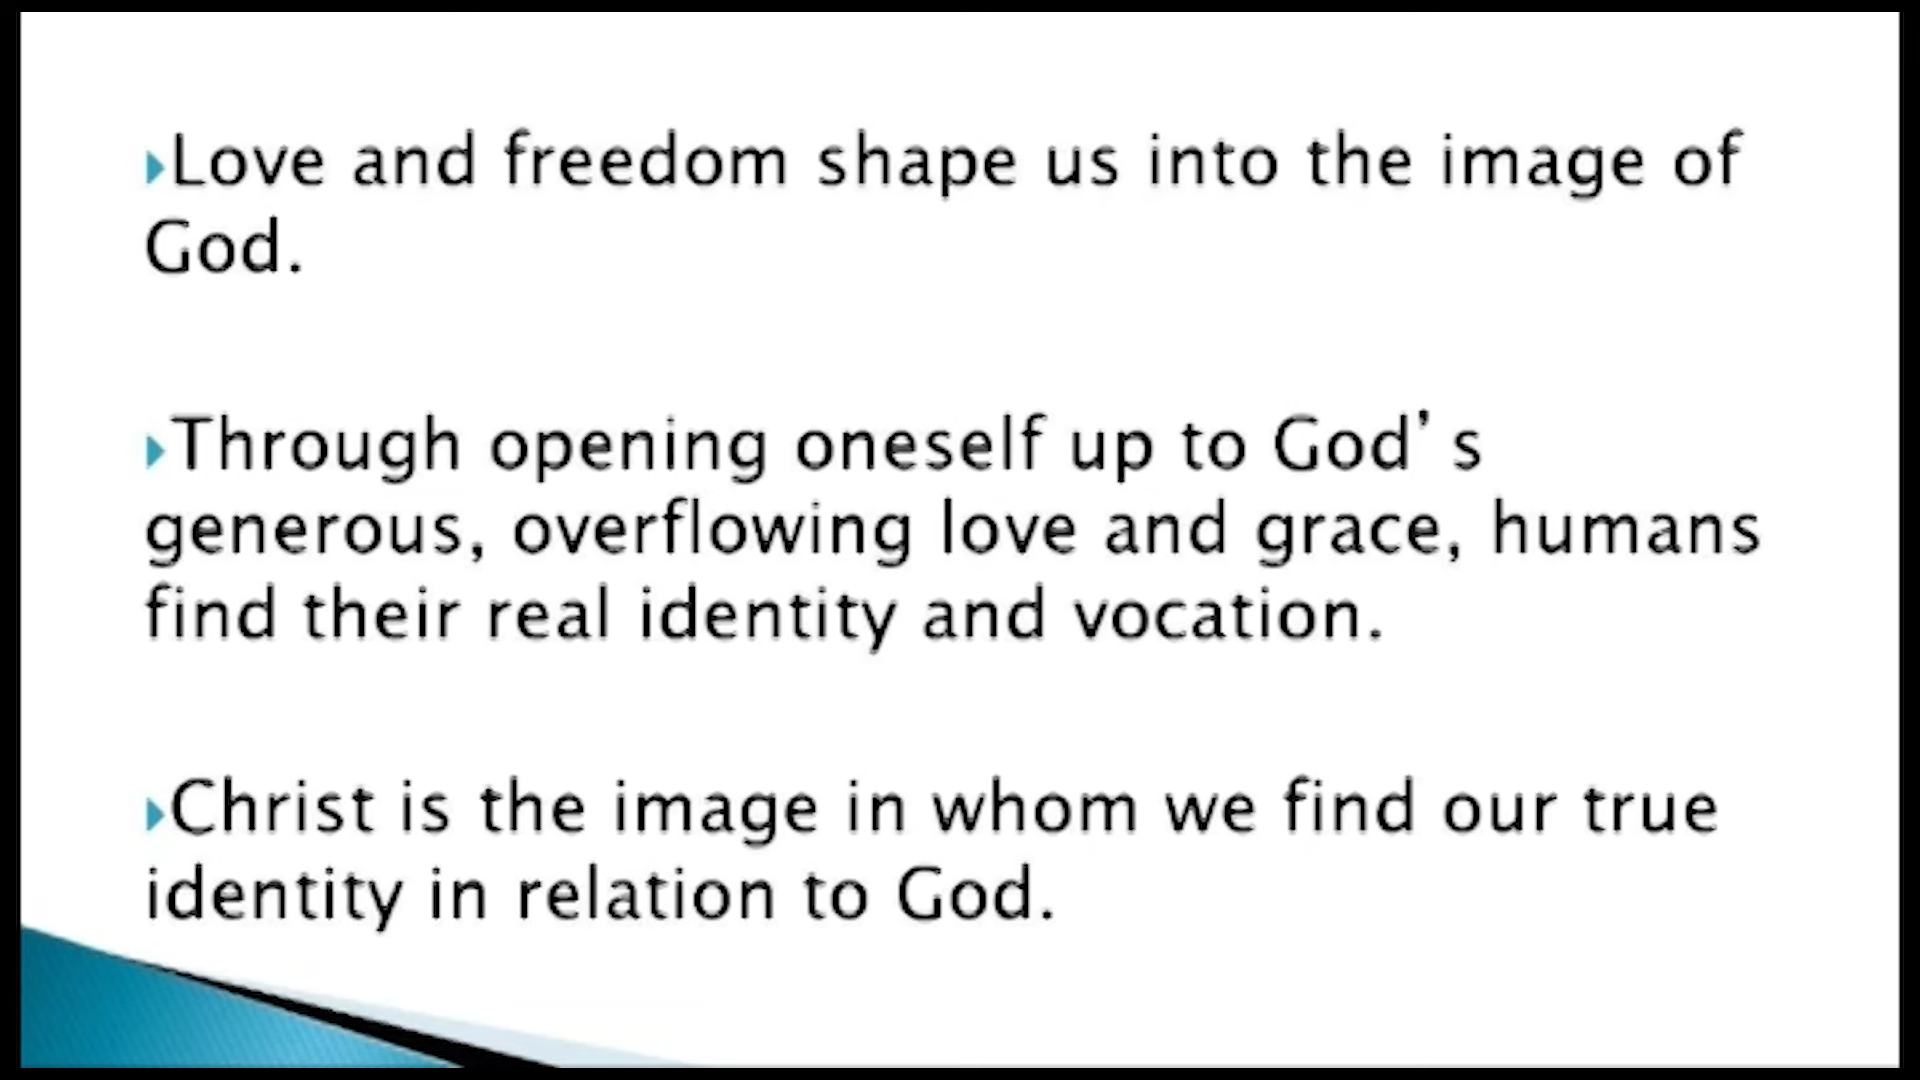 Love and freedom shape us into the image of
God.
Through opening oneself up to God’s
generous, overflowing love and grace, humans
find their real identity and vocation.
Christ is the image in whom we find our true
identity in relation to God.